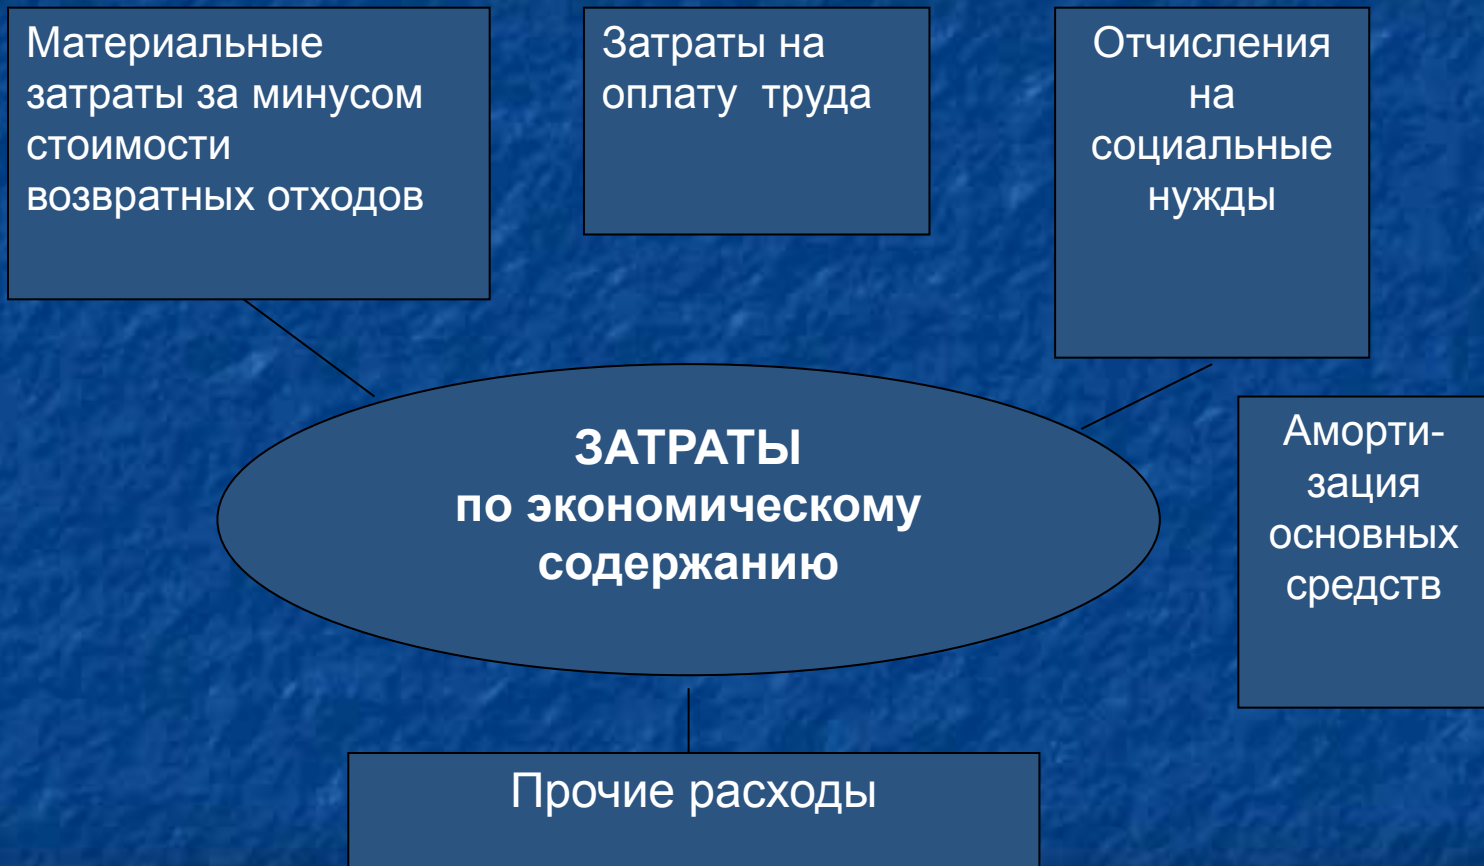 Материальные
затраты за минусом
стоимости
возвратных отходов
Затраты на
оплату труда
Отчисления
на
социальные
нужды
ЗАТРАТЫ
по экономическому
содержанию
Аморти-
зация
основных
средств
Прочие расходы